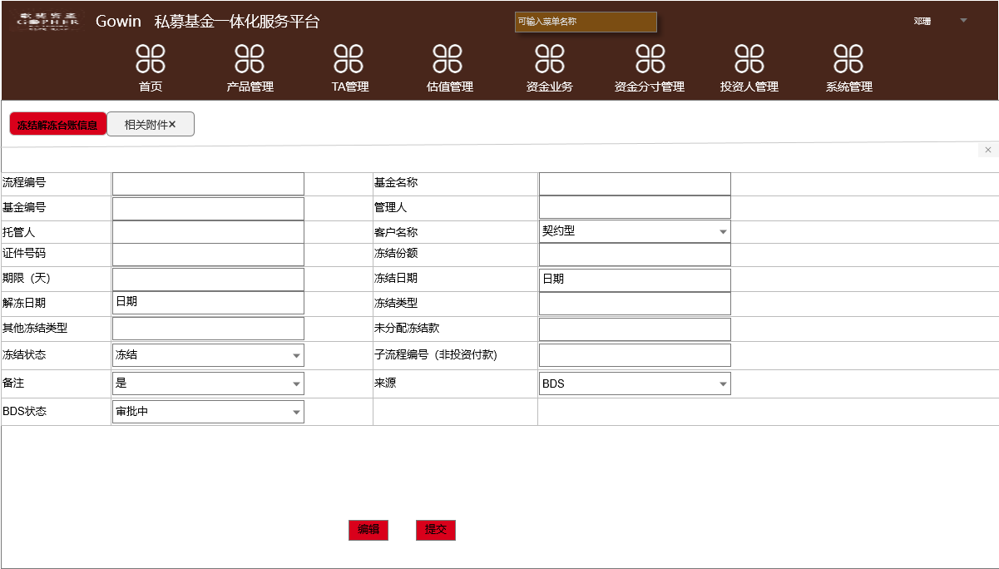 GOPHER
Gowin 私募基金一体化服务平台
可输入菜单名称
邓珊
首页 产品管理 TA管理 估值管理 资金业务 资金分寸管理 投资人管理 系统管理
冻结解冻台账信息 相关附件×
×
流程编号 基金名称
基金编号 管理人
托管人 客户名称 契约型
证件号码 冻结份额
期限（天） 冻结日期 日期
解冻日期 日期 冻结类型
其他冻结类型 未分配冻结款
冻结状态 冻结 子流程编号（非投资付款)
备注 是 来源 BDS
BDS状态 审批中
编辑 提交